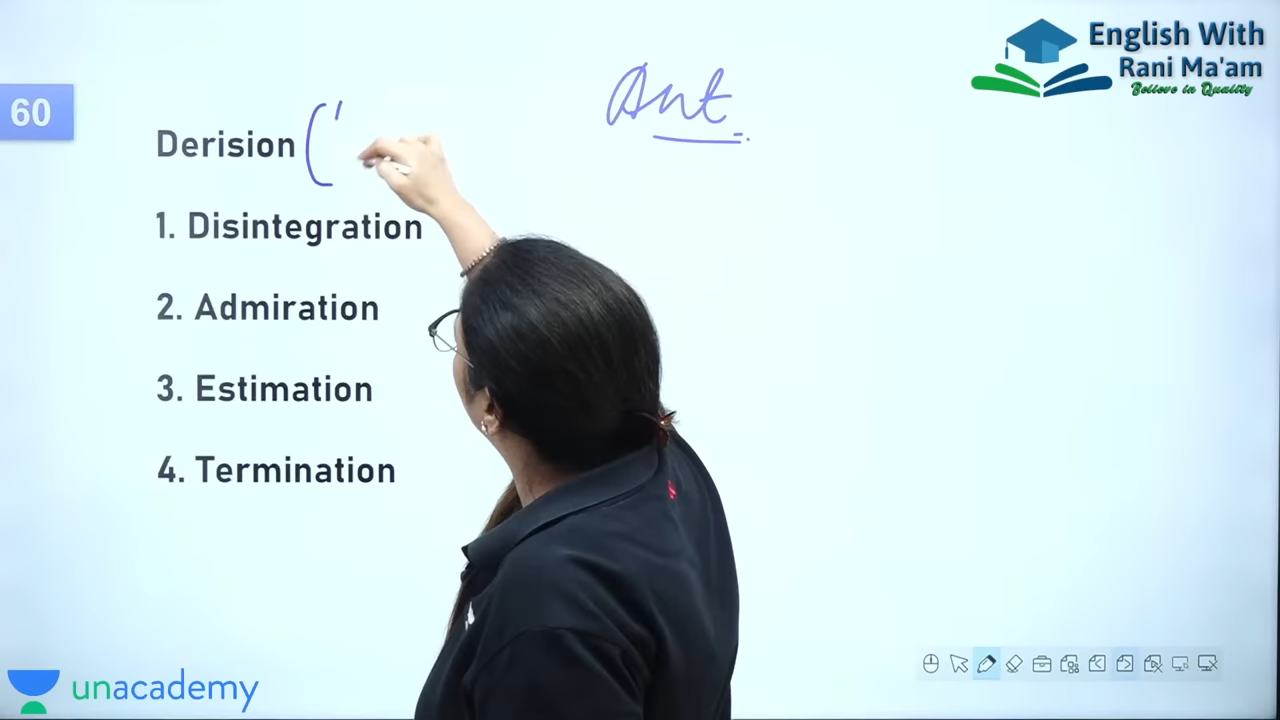 English With
Rani Ma'am
Believe in Quality
Ant
60
Derision (
1. Disintegration
2. Admiration
3. Estimation
4. Termination
unacademy